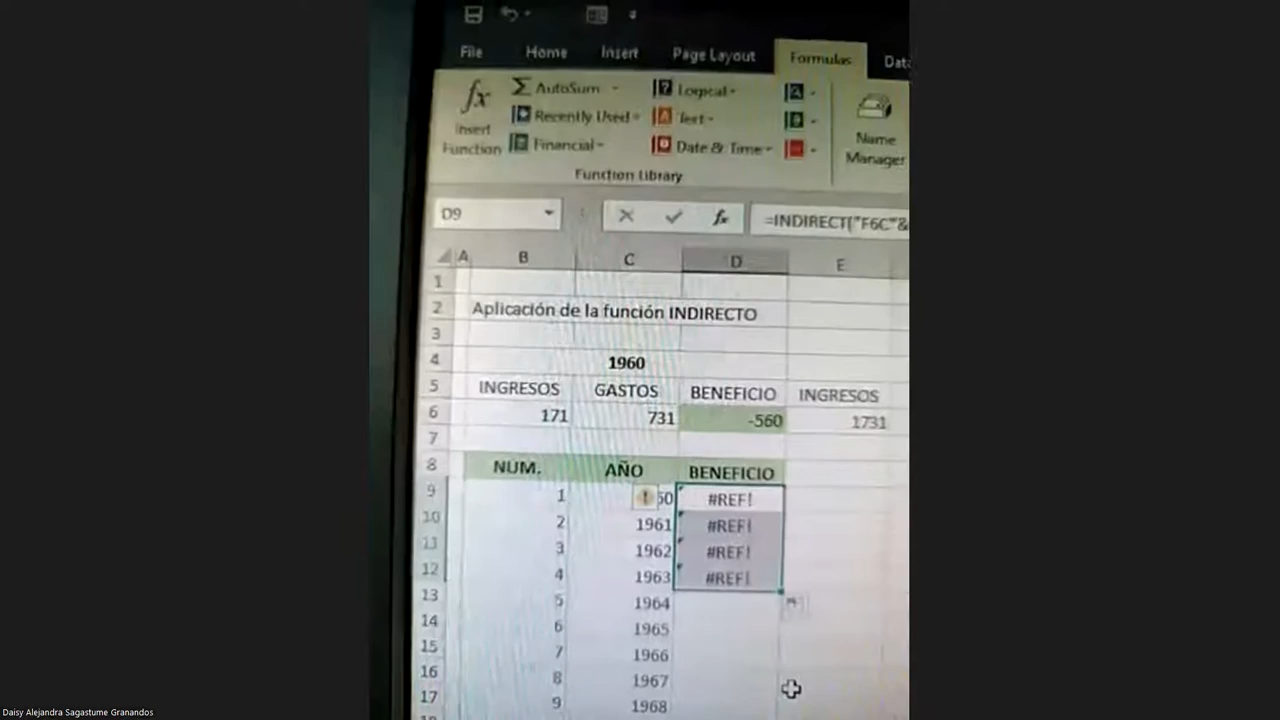 File Home Insert Page Layout Formulas
fx Insert Function
Σ AutoSum
Recently Used
Financial
Logical
Text
Date & Time
Name Manager
Function Library
D9 fx =INDIRECT("F6C"&
A B C D E
1
2 Aplicación de la función INDIRECTO
3
4 1960
5 INGRESOS GASTOS BENEFICIO INGRESOS
6 171 731 -560 1731
7
8 NUM. AÑO BENEFICIO
9 1 ! 60 #REF!
10 2 1961 #REF!
11 3 1962 #REF!
12 4 1963 #REF!
13 5 1964
14 6 1965
15 7 1966
16 8 1967
17 9 1968
Daisy Alejandra Sagastume Granandos